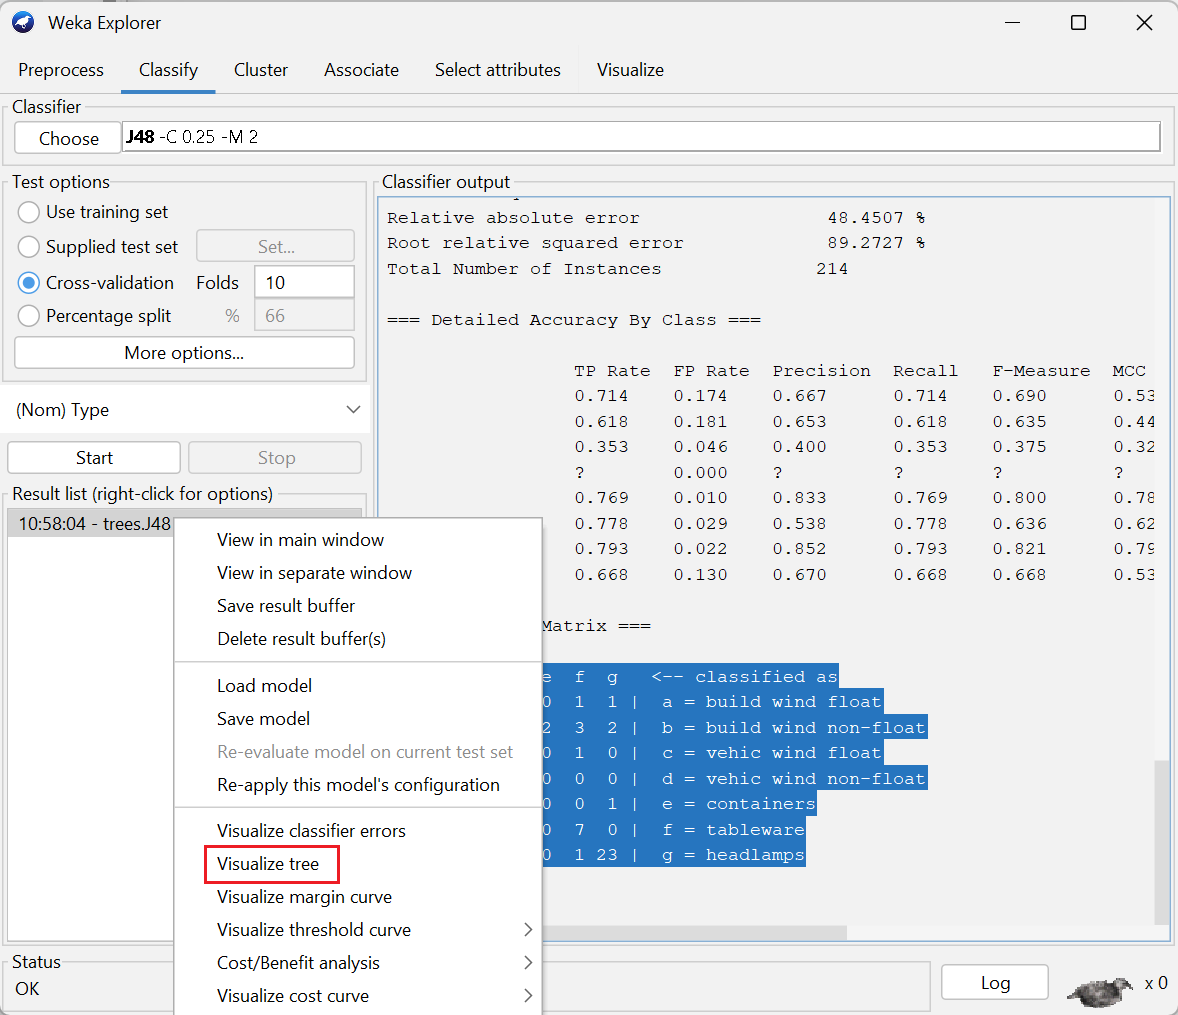 Weka Explorer
Preprocess Classify Cluster Associate Select attributes Visualize
Classifier
Choose J48 -C 0.25 -M 2
Test options
Use training set
Supplied test set Set...
Cross-validation Folds 10
Percentage split % 66
More options...
(Nom) Type
Start Stop
Result list (right-click for options)
10:58:04 - trees.J48
View in main window
View in separate window
Save result buffer
Delete result buffer(s)
Load model
Save model
Re-evaluate model on current test set
Re-apply this model's configuration
Visualize classifier errors
Visualize tree
Visualize margin curve
Visualize threshold curve
Cost/Benefit analysis
Visualize cost curve
Classifier output
Relative absolute error 48.4507 %
Root relative squared error 89.2727 %
Total Number of Instances 214
=== Detailed Accuracy By Class ===
TP Rate FP Rate Precision Recall F-Measure MCC
0.714 0.174 0.667 0.714 0.690 0.53
0.618 0.181 0.653 0.618 0.635 0.44
0.353 0.046 0.400 0.353 0.375 0.32
? 0.000 ? ? ? ?
0.769 0.010 0.833 0.769 0.800 0.78
0.778 0.029 0.538 0.778 0.636 0.62
0.793 0.022 0.852 0.793 0.821 0.79
0.668 0.130 0.670 0.668 0.668 0.53
Matrix ===
e f g <-- classified as
0 1 1 | a = build wind float
2 3 2 | b = build wind non-float
0 1 0 | c = vehic wind float
0 0 0 | d = vehic wind non-float
0 0 1 | e = containers
0 7 0 | f = tableware
0 1 23 | g = headlamps
Status
OK
Log
x 0